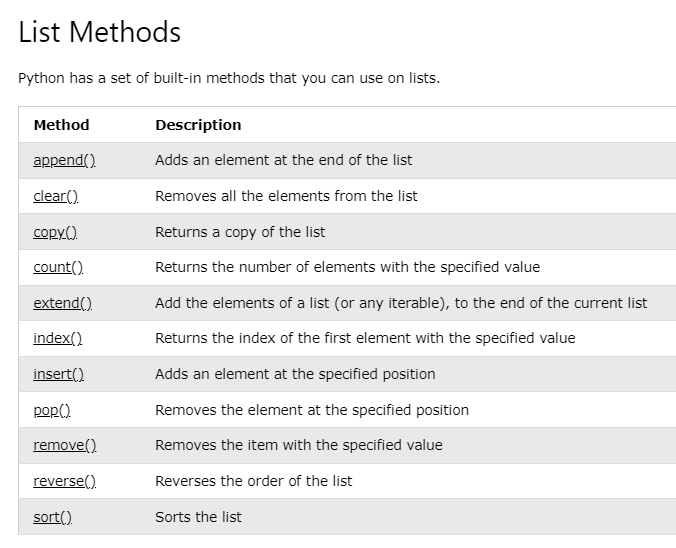 List Methods
Python has a set of built-in methods that you can use on lists.
Method Description
append() Adds an element at the end of the list
clear() Removes all the elements from the list
copy() Returns a copy of the list
count() Returns the number of elements with the specified value
extend() Add the elements of a list (or any iterable), to the end of the current list
index() Returns the index of the first element with the specified value
insert() Adds an element at the specified position
pop() Removes the element at the specified position
remove() Removes the item with the specified value
reverse() Reverses the order of the list
sort() Sorts the list